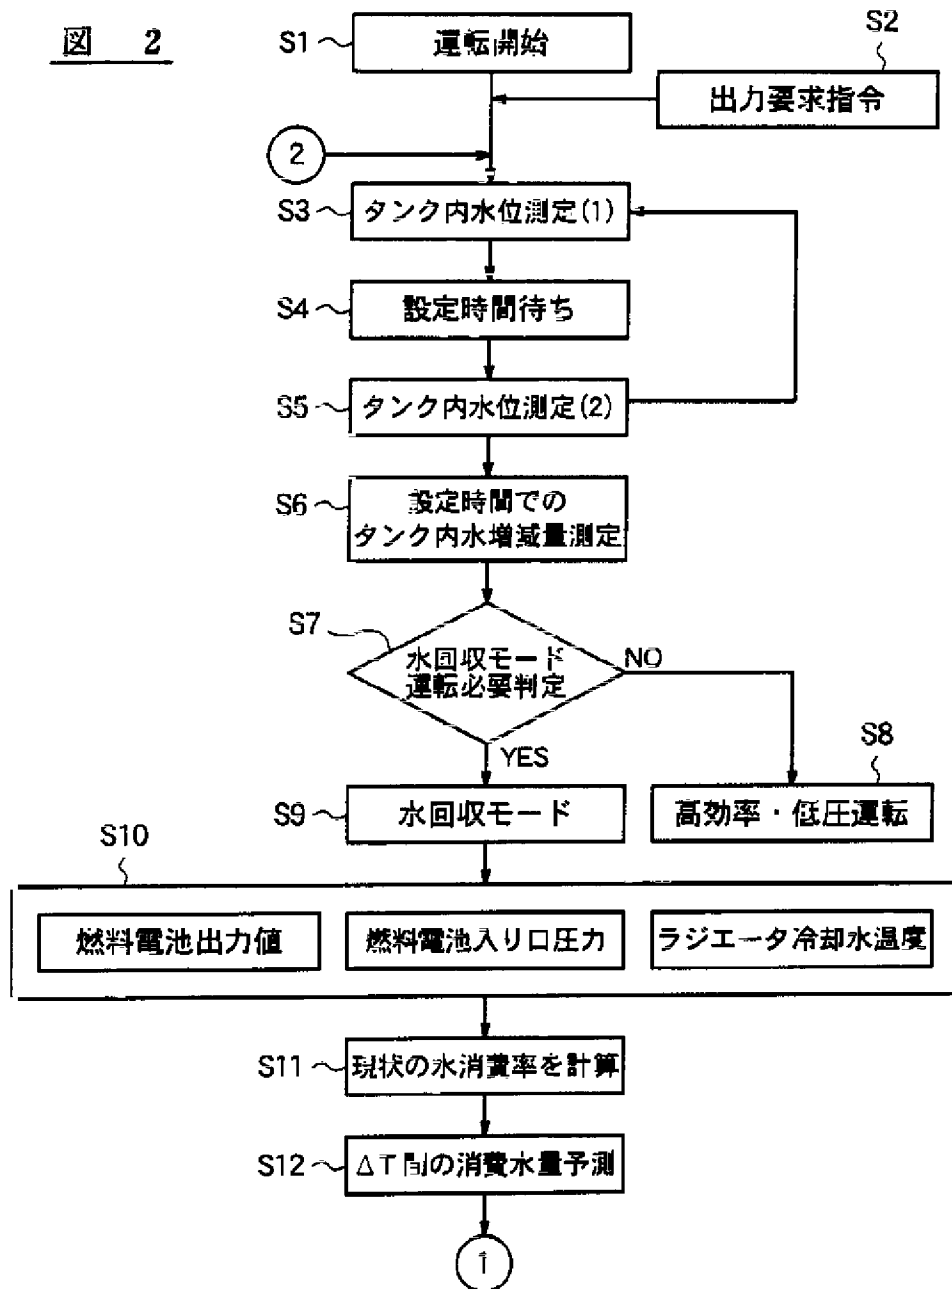 図 2
S1 運転開始
S2
出力要求指令
2
S3 タンク内水位測定(1)
S4 設定時間待ち
S5 タンク内水位測定(2)
S6 設定時間での
タンク内水増減量測定
S7
水回収モード
運転必要判定
NO
YES
S8
高効率・低圧運転
S9 水回収モード
S10
燃料電池出力値 燃料電池入り口圧力 ラジエータ冷却水温度
S11 現状の水消費率を計算
S12 ΔT間の消費水量予測
1